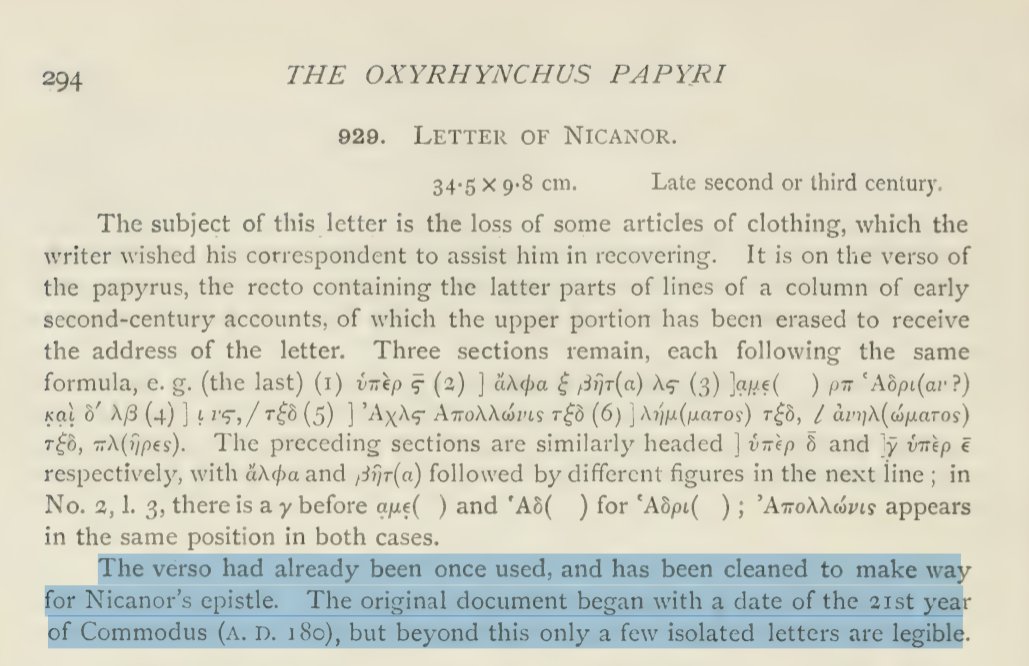 294
THE OXYRHYNCHUS PAPYRI
929. LETTER OF NICANOR.
34·5 × 9·8 cm. Late second or third century.
The subject of this letter is the loss of some articles of clothing, which the
writer wished his correspondent to assist him in recovering. It is on the verso of
the papyrus, the recto containing the latter parts of lines of a column of early
second-century accounts, of which the upper portion has been erased to receive
the address of the letter. Three sections remain, each following the same
formula, e. g. (the last) (1) ὑπὲρ ϛ̄ (2) ] ἄλφα ξ βῆτ(α) λϛ (3) ]α̣μ̣ε̣( ) ρπ Ἁδρι(αν ?)
κ̣αὶ δʹ λβ (4) ] ι νϛ, / τξδ (5) ] Ἀχλϛ Ἀπολλώνις τξδ (6) ] λήμ(ματος) τξδ, / ἀνηλ(ώματος)
τξδ, πλ(ῆρες). The preceding sections are similarly headed ] ὑπὲρ δ̄ and ]γ̄ ὑπὲρ ε̄
respectively, with ἄλφα and βῆτ(α) followed by different figures in the next line ; in
No. 2, l. 3, there is a γ before α̣μ̣ε̣( ) and Ἁδ( ) for Ἁδρι( ) ; Ἀπολλώνις appears
in the same position in both cases.
The verso had already been once used, and has been cleaned to make way
for Nicanor's epistle. The original document began with a date of the 21st year
of Commodus (A. D. 180), but beyond this only a few isolated letters are legible.